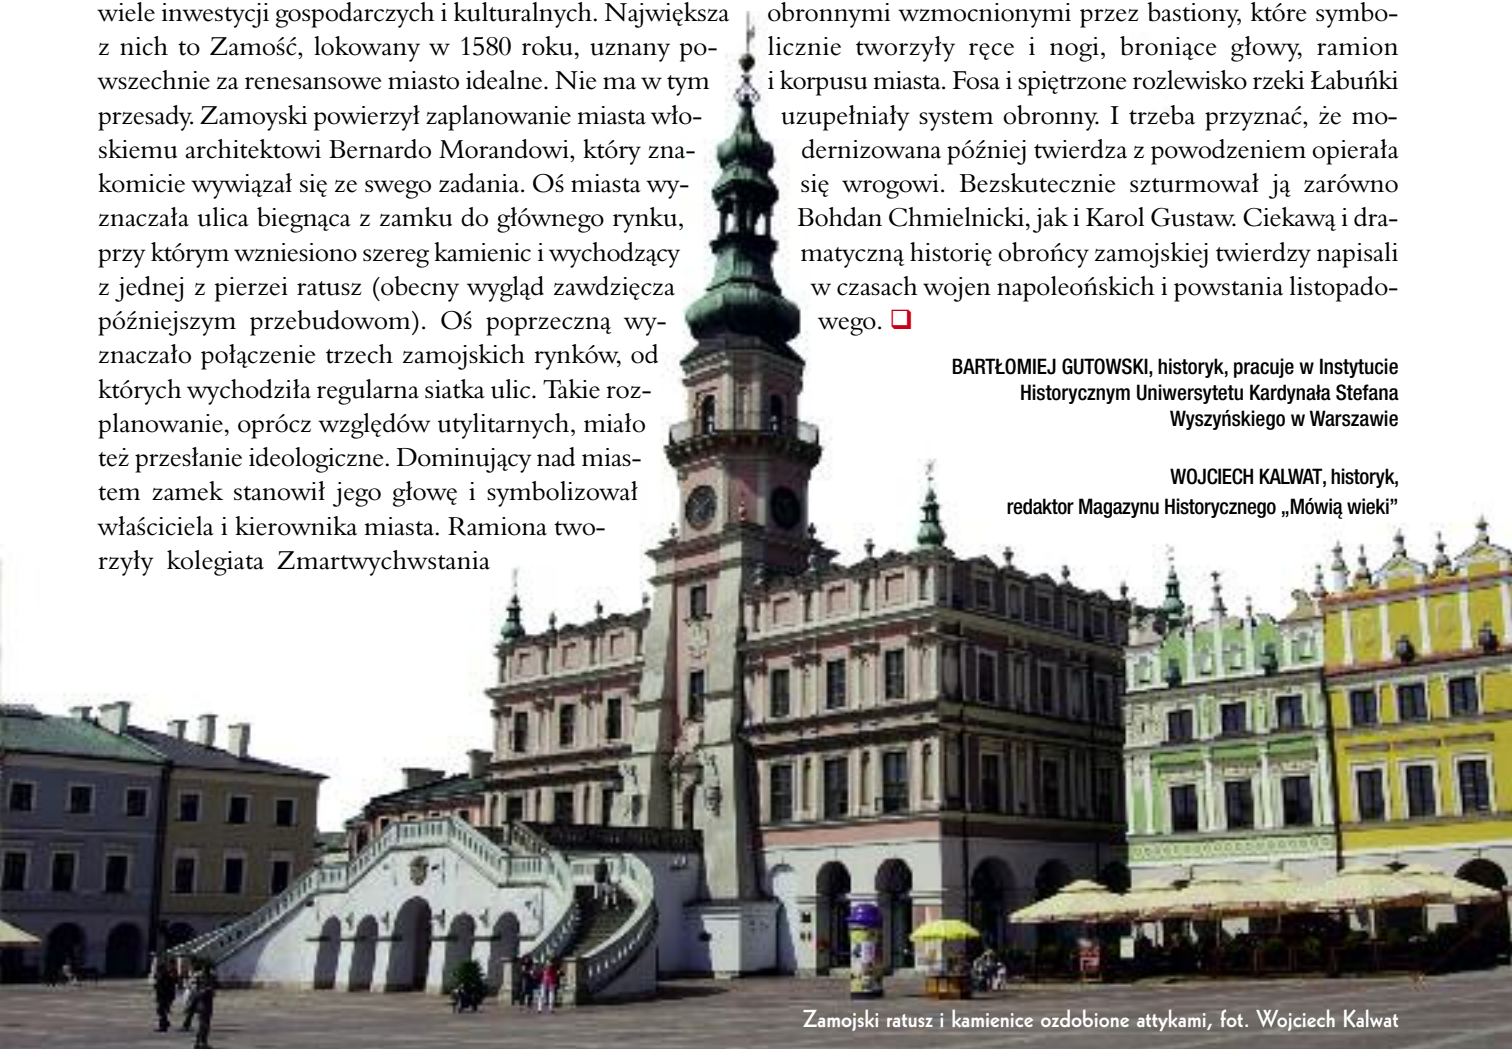 wiele inwestycji gospodarczych i kulturalnych. Największa
z nich to Zamość, lokowany w 1580 roku, uznany po-
wszechnie za renesansowe miasto idealne. Nie ma w tym
przesady. Zamoyski powierzył zaplanowanie miasta wło-
skiemu architektowi Bernardo Morandowi, który zna-
komicie wywiązał się ze swego zadania. Oś miasta wy-
znaczała ulica biegnąca z zamku do głównego rynku,
przy którym wzniesiono szereg kamienic i wychodzący
z jednej z pierzei ratusz (obecny wygląd zawdzięcza
późniejszym przebudowom). Oś poprzeczną wy-
znaczało połączenie trzech zamojskich rynków, od
których wychodziła regularna siatka ulic. Takie roz-
planowanie, oprócz względów utylitarnych, miało
też przesłanie ideologiczne. Dominujący nad mias-
tem zamek stanowił jego głowę i symbolizował
właściciela i kierownika miasta. Ramiona two-
rzyły kolegiata Zmartwychwstania
obronnymi wzmocnionymi przez bastiony, które symbo-
licznie tworzyły ręce i nogi, broniące głowy, ramion
i korpusu miasta. Fosa i spiętrzone rozlewisko rzeki Łabuńki
uzupełniały system obronny. I trzeba przyznać, że mo-
dernizowana później twierdza z powodzeniem opierała
się wrogowi. Bezskutecznie szturmował ją zarówno
Bohdan Chmielnicki, jak i Karol Gustaw. Ciekawą i dra-
matyczną historię obrońcy zamojskiej twierdzy napisali
w czasach wojen napoleońskich i powstania listopado-
wego. ❑
BARTŁOMIEJ GUTOWSKI, historyk, pracuje w Instytucie
Historycznym Uniwersytetu Kardynała Stefana
Wyszyńskiego w Warszawie
WOJCIECH KALWAT, historyk,
redaktor Magazynu Historycznego „Mówią wieki”
Zamojski ratusz i kamienice ozdobione attykami, fot. Wojciech Kalwat